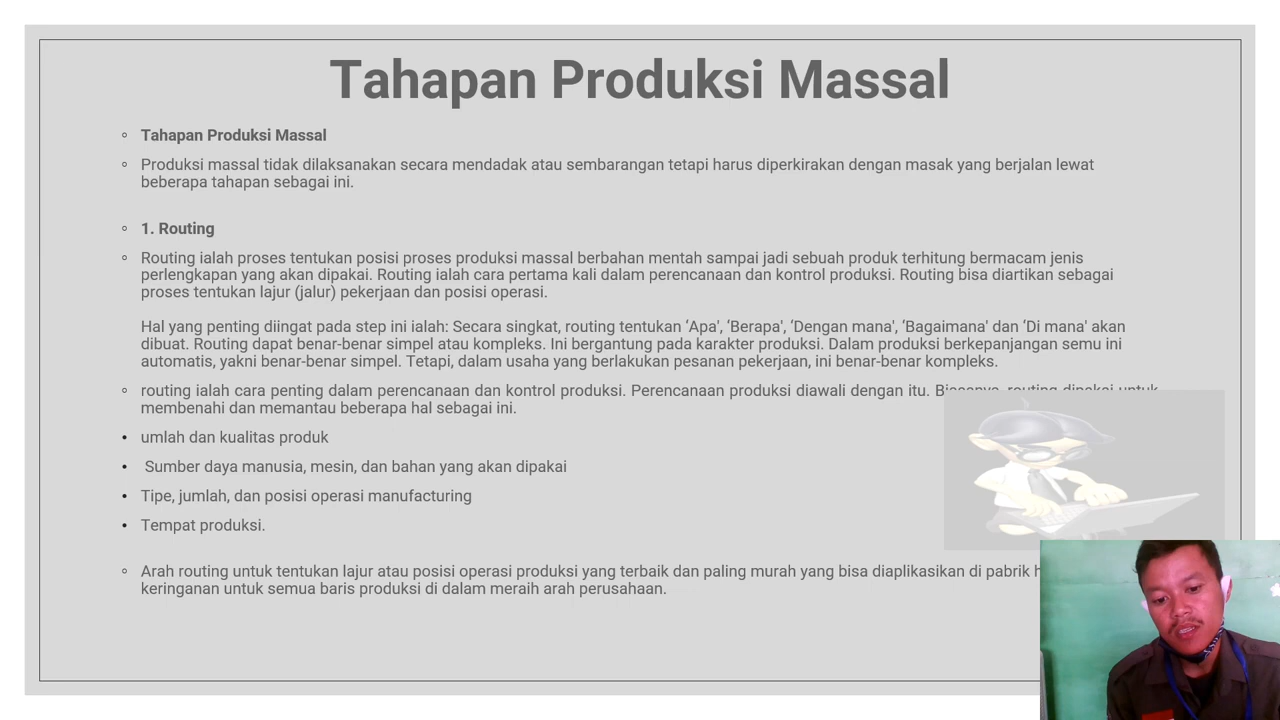 Tahapan Produksi Massal
Tahapan Produksi Massal
Produksi massal tidak dilaksanakan secara mendadak atau sembarangan tetapi harus diperkirakan dengan masak yang berjalan lewat
beberapa tahapan sebagai ini.
1. Routing
Routing ialah proses tentukan posisi proses produksi massal berbahan mentah sampai jadi sebuah produk terhitung bermacam jenis
perlengkapan yang akan dipakai. Routing ialah cara pertama kali dalam perencanaan dan kontrol produksi. Routing bisa diartikan sebagai
proses tentukan lajur (jalur) pekerjaan dan posisi operasi.
Hal yang penting diingat pada step ini ialah: Secara singkat, routing tentukan ‘Apa', ‘Berapa', ‘Dengan mana', ‘Bagaimana' dan ‘Di mana' akan
dibuat. Routing dapat benar-benar simpel atau kompleks. Ini bergantung pada karakter produksi. Dalam produksi berkepanjangan semu ini
automatis, yakni benar-benar simpel. Tetapi, dalam usaha yang berlakukan pesanan pekerjaan, ini benar-benar kompleks.
routing ialah cara penting dalam perencanaan dan kontrol produksi. Perencanaan produksi diawali dengan itu. Biasanya, routing dipakai untuk
membenahi dan memantau beberapa hal sebagai ini.
umlah dan kualitas produk
Sumber daya manusia, mesin, dan bahan yang akan dipakai
Tipe, jumlah, dan posisi operasi manufacturing
Tempat produksi.
Arah routing untuk tentukan lajur atau posisi operasi produksi yang terbaik dan paling murah yang bisa diaplikasikan di pabrik
keringanan untuk semua baris produksi di dalam meraih arah perusahaan.